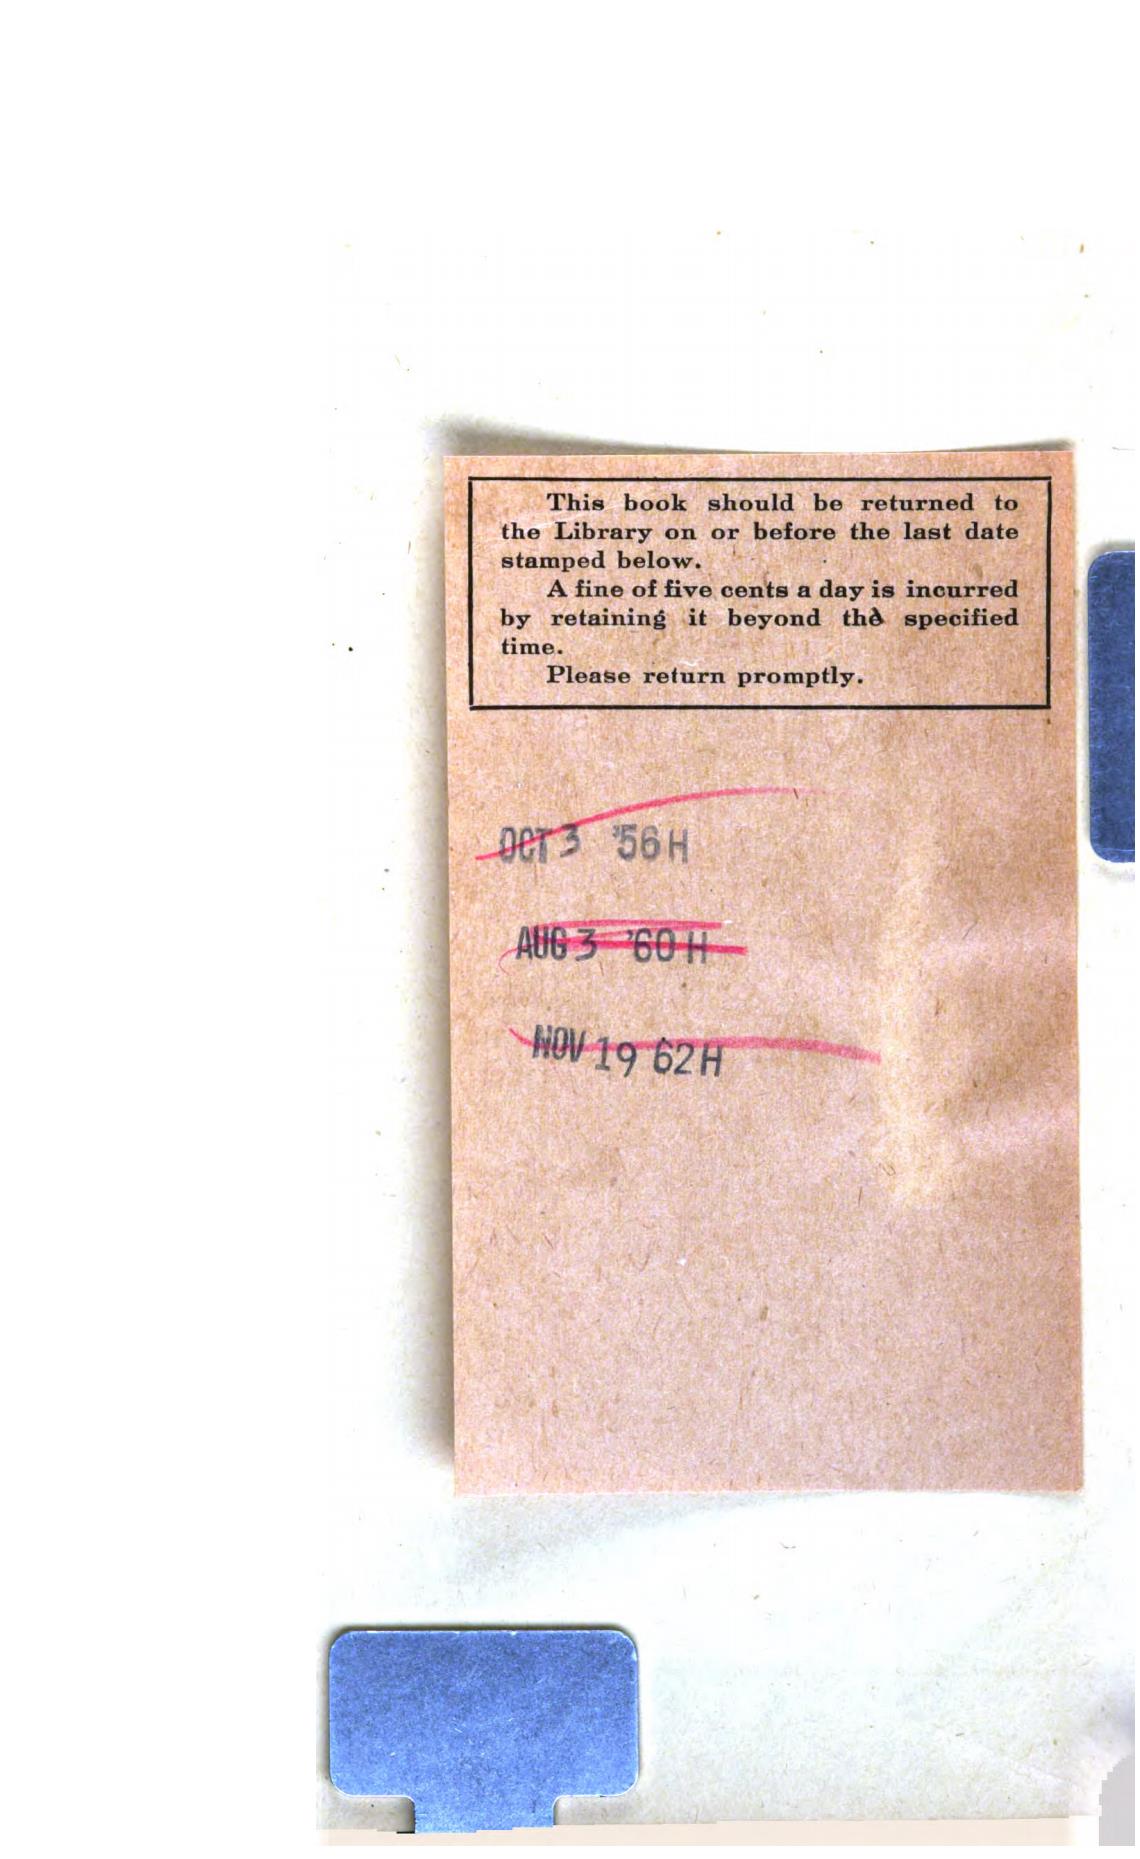 This book should be returned to
the Library on or before the last date
stamped below.
A fine of five cents a day is incurred
by retaining it beyond the specified
time.
Please return promptly.
OCT 3 '56 H
AUG 3 '60 H
NOV 19 62 H